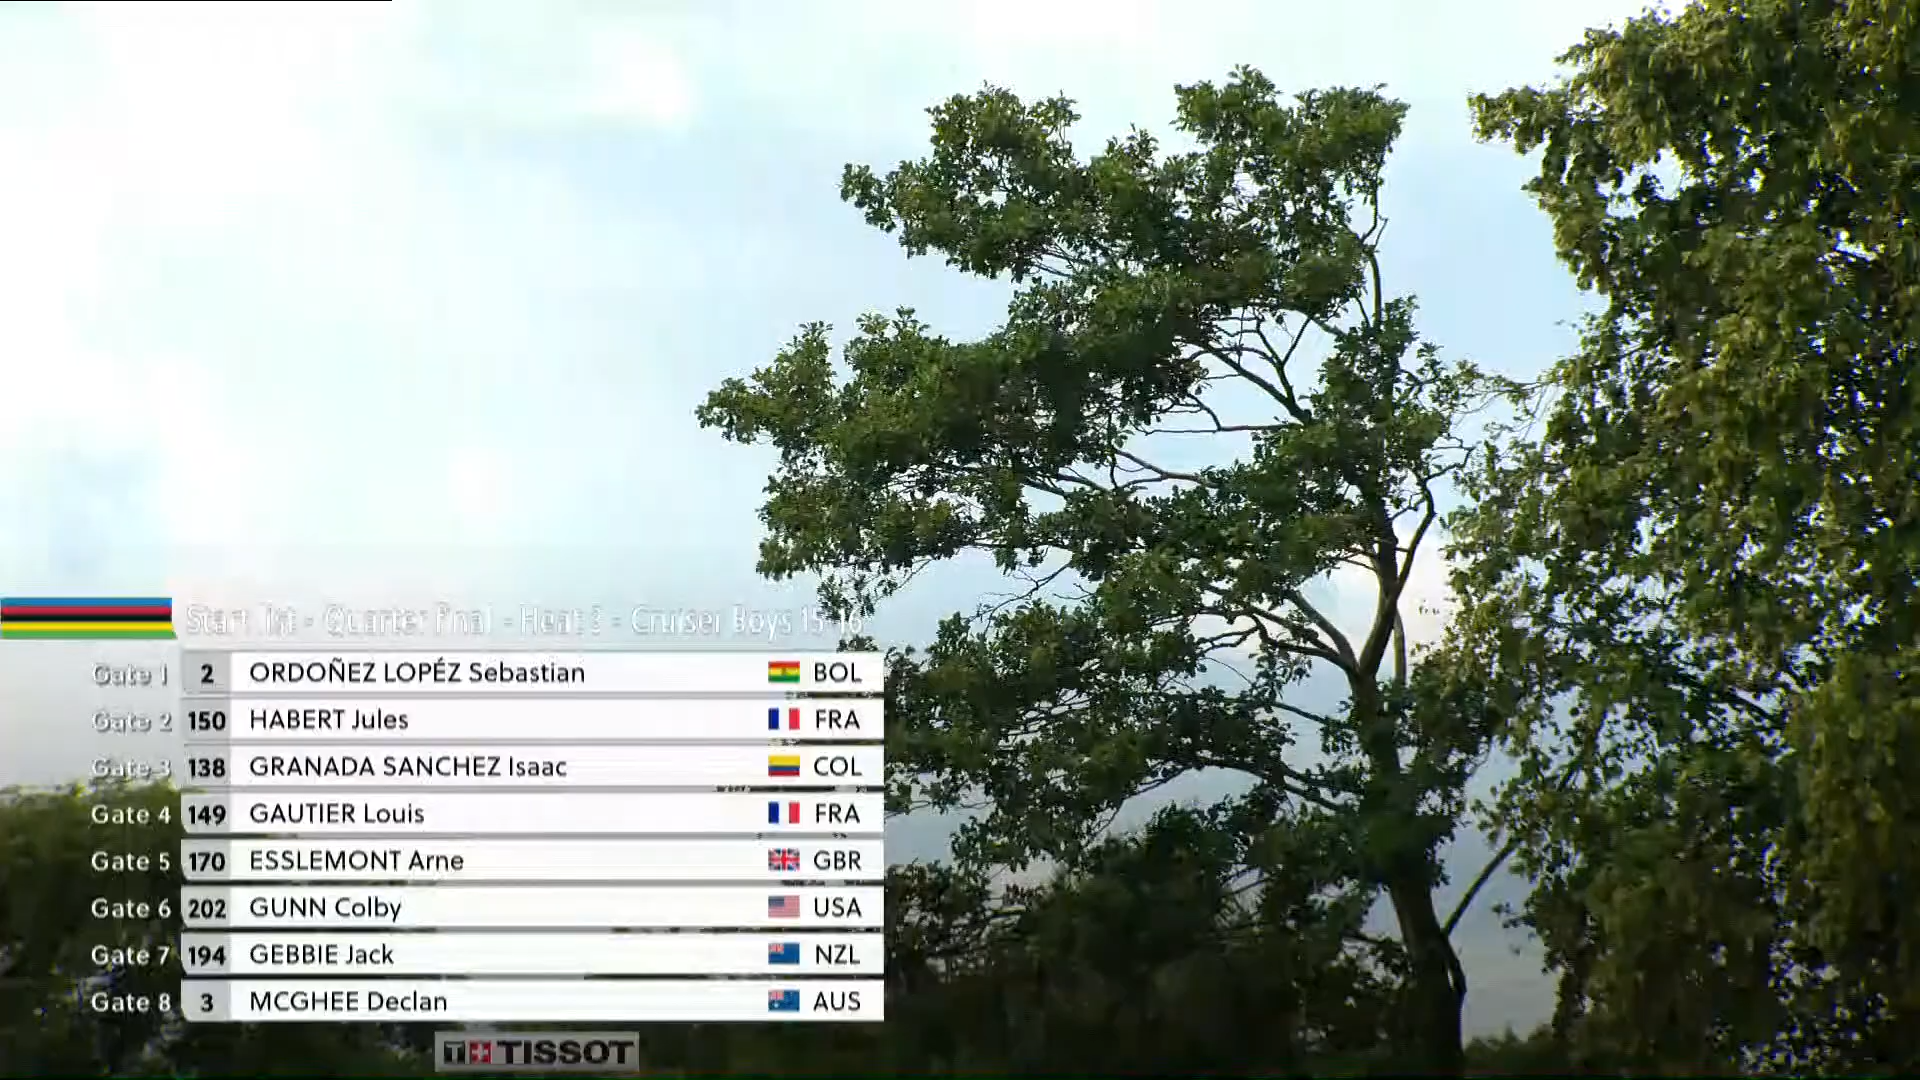 Start list - Quarter Final - Heat 3 - Cruiser Boys 15-16
Gate 1 2 ORDOÑEZ LOPÉZ Sebastian BOL
Gate 2 150 HABERT Jules FRA
Gate 3 138 GRANADA SANCHEZ Isaac COL
Gate 4 149 GAUTIER Louis FRA
Gate 5 170 ESSLEMONT Arne GBR
Gate 6 202 GUNN Colby USA
Gate 7 194 GEBBIE Jack NZL
Gate 8 3 MCGHEE Declan AUS
TISSOT